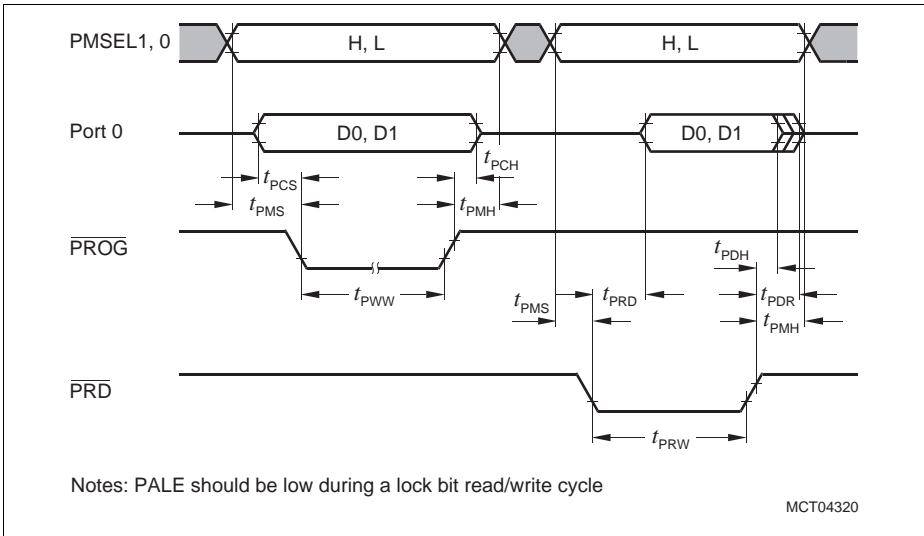 PMSEL1, 0
H, L
H, L
Port 0
D0, D1
D0, D1
tPCS
tPCH
tPMS
tPMH
PROG
tPDH
tPWW
tPMS
tPRD
tPDR
tPMH
PRD
tPRW
Notes: PALE should be low during a lock bit read/write cycle
MCT04320